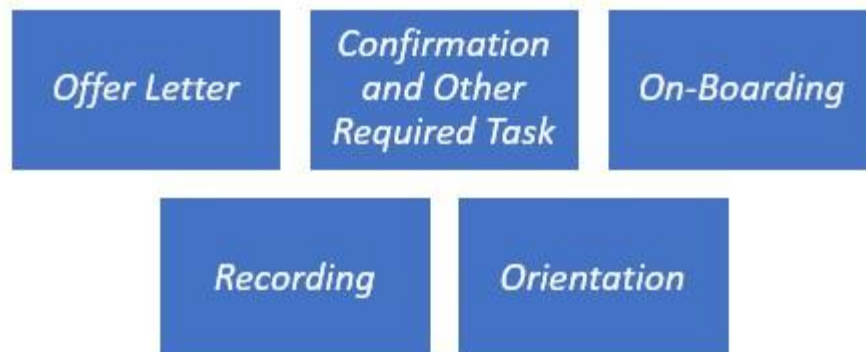 Offer Letter
Confirmation
and Other
Required Task
On-Boarding
Recording
Orientation